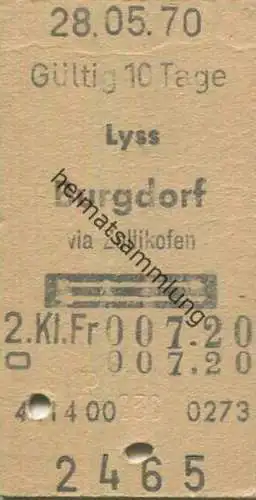 28.05.70
Gültig 10 Tage
Lyss
Burgdorf
via Zollikofen
2.Kl.Fr 007.20
007.20
0273
2465
heimatsammlung